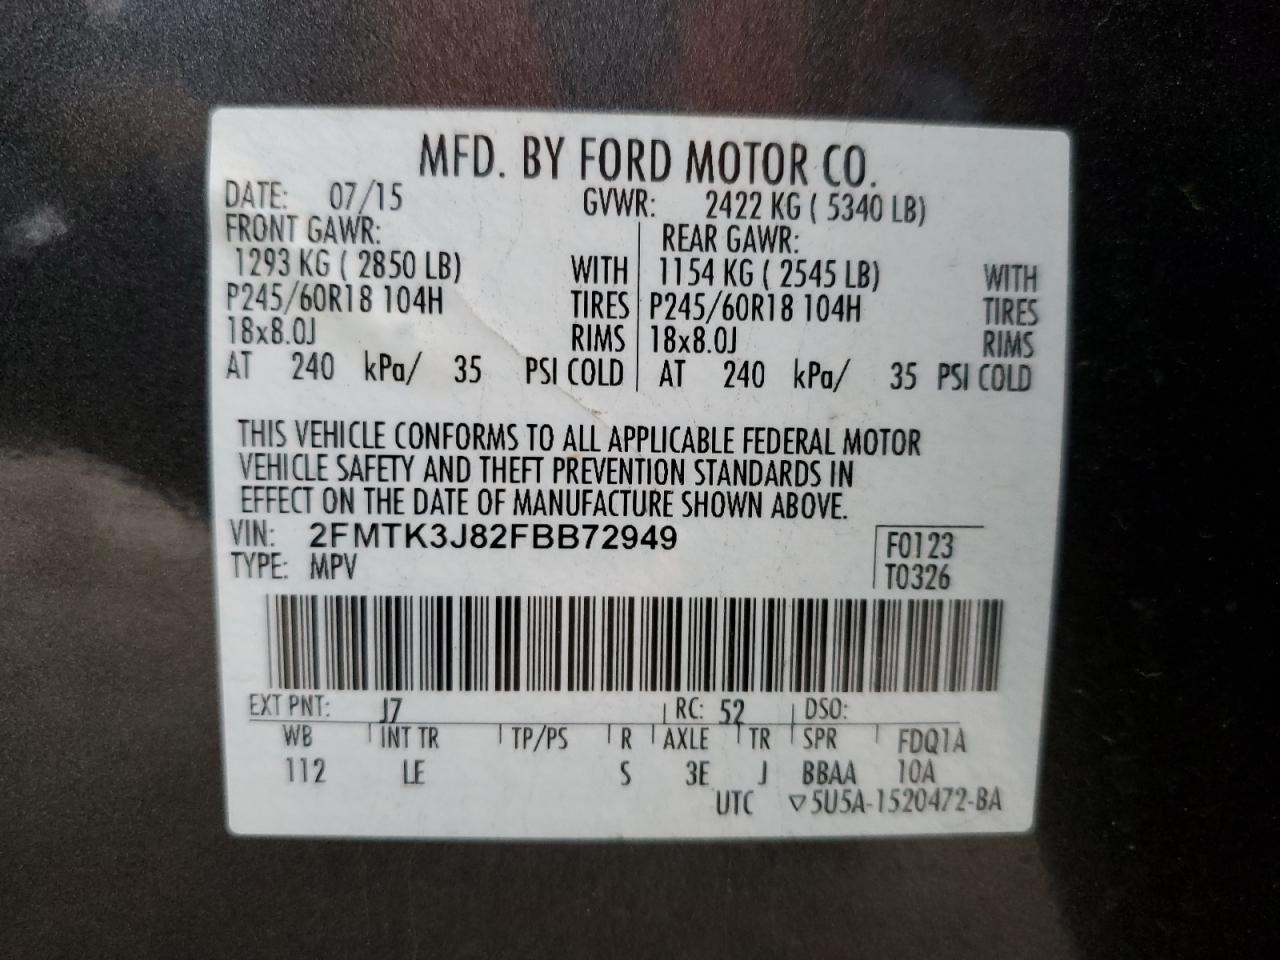 MFD. BY FORD MOTOR CO.
DATE: 07/15 GVWR: 2422 KG ( 5340 LB)
FRONT GAWR: REAR GAWR:
1293 KG ( 2850 LB) WITH 1154 KG ( 2545 LB) WITH
P245/60R18 104H TIRES P245/60R18 104H TIRES
18x8.0J RIMS 18x8.0J RIMS
AT 240 kPa/ 35 PSI COLD AT 240 kPa/ 35 PSI COLD
THIS VEHICLE CONFORMS TO ALL APPLICABLE FEDERAL MOTOR
VEHICLE SAFETY AND THEFT PREVENTION STANDARDS IN
EFFECT ON THE DATE OF MANUFACTURE SHOWN ABOVE.
VIN: 2FMTK3J82FBB72949 F0123
TYPE: MPV T0326
EXT PNT: J7 RC: 52 DSO:
WB INT TR TP/PS R AXLE TR SPR FDQ1A
112 LE S 3E J BBAA 10A
UTC ▽5U5A-1520472-BA